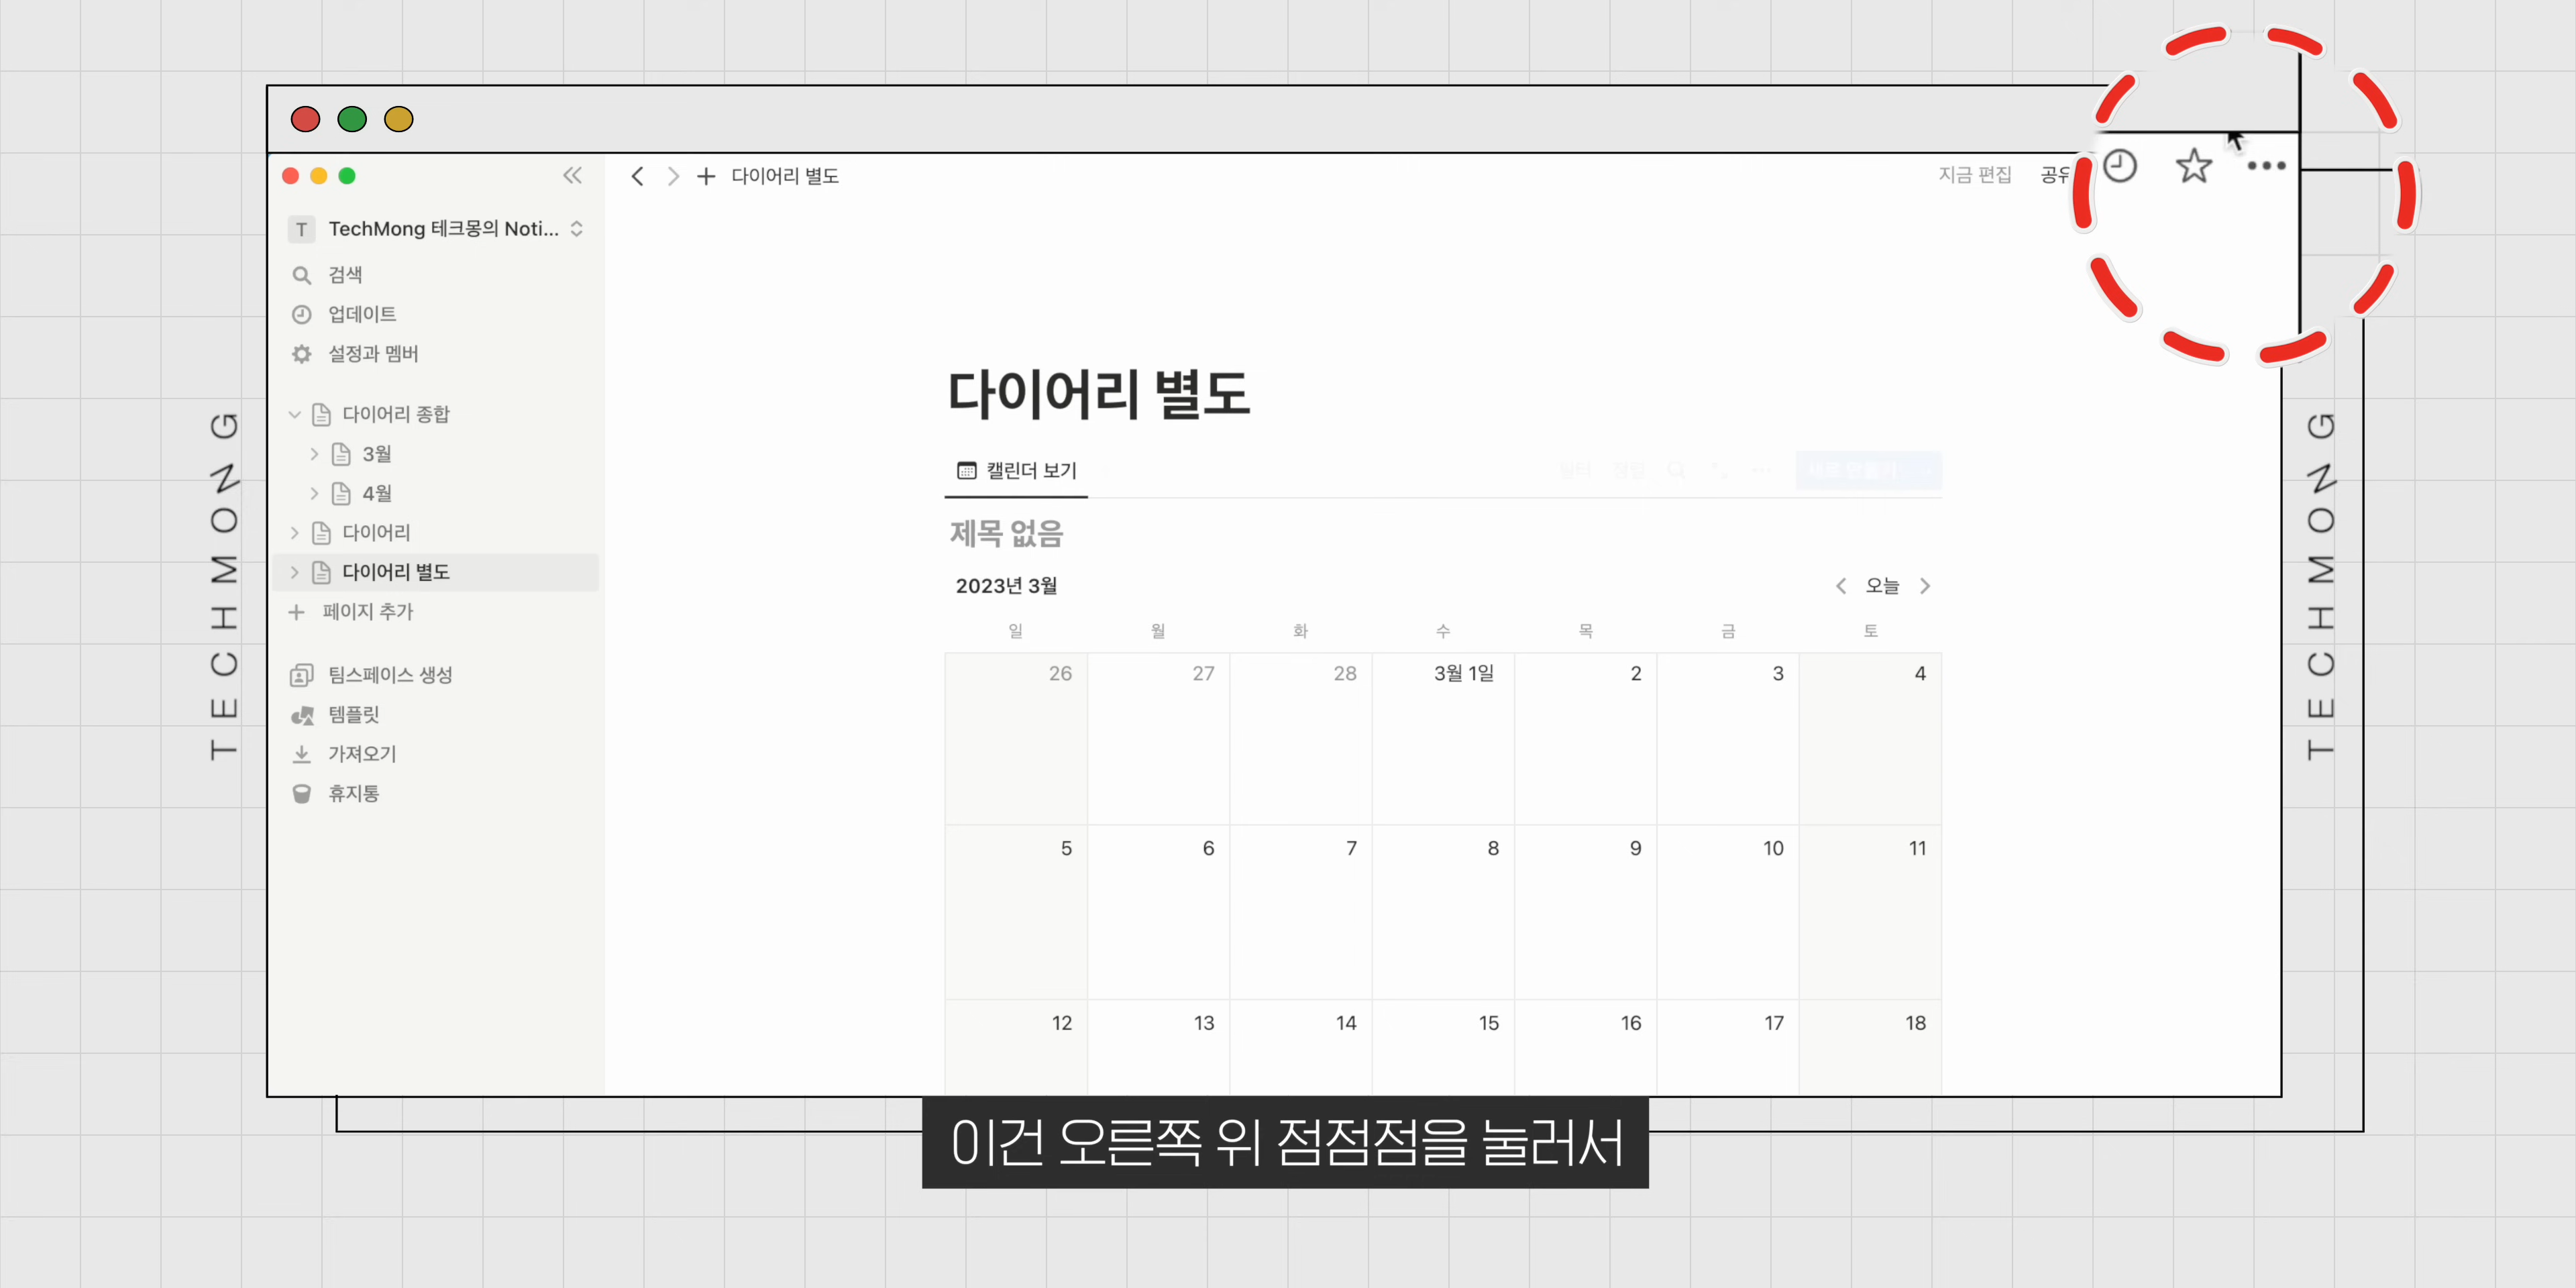 다이어리 별도
지금 편집 공유
T TechMong 테크몽의 Noti...
검색
업데이트
설정과 멤버
다이어리 종합
3월
4월
다이어리
다이어리 별도
페이지 추가
팀스페이스 생성
템플릿
가져오기
휴지통
다이어리 별도
캘린더 보기
제목 없음
2023년 3월 오늘
일 월 화 수 목 금 토
26 27 28 3월 1일 2 3 4
5 6 7 8 9 10 11
12 13 14 15 16 17 18
TECHMONG
TECHMONG
이건 오른쪽 위 점점점을 눌러서